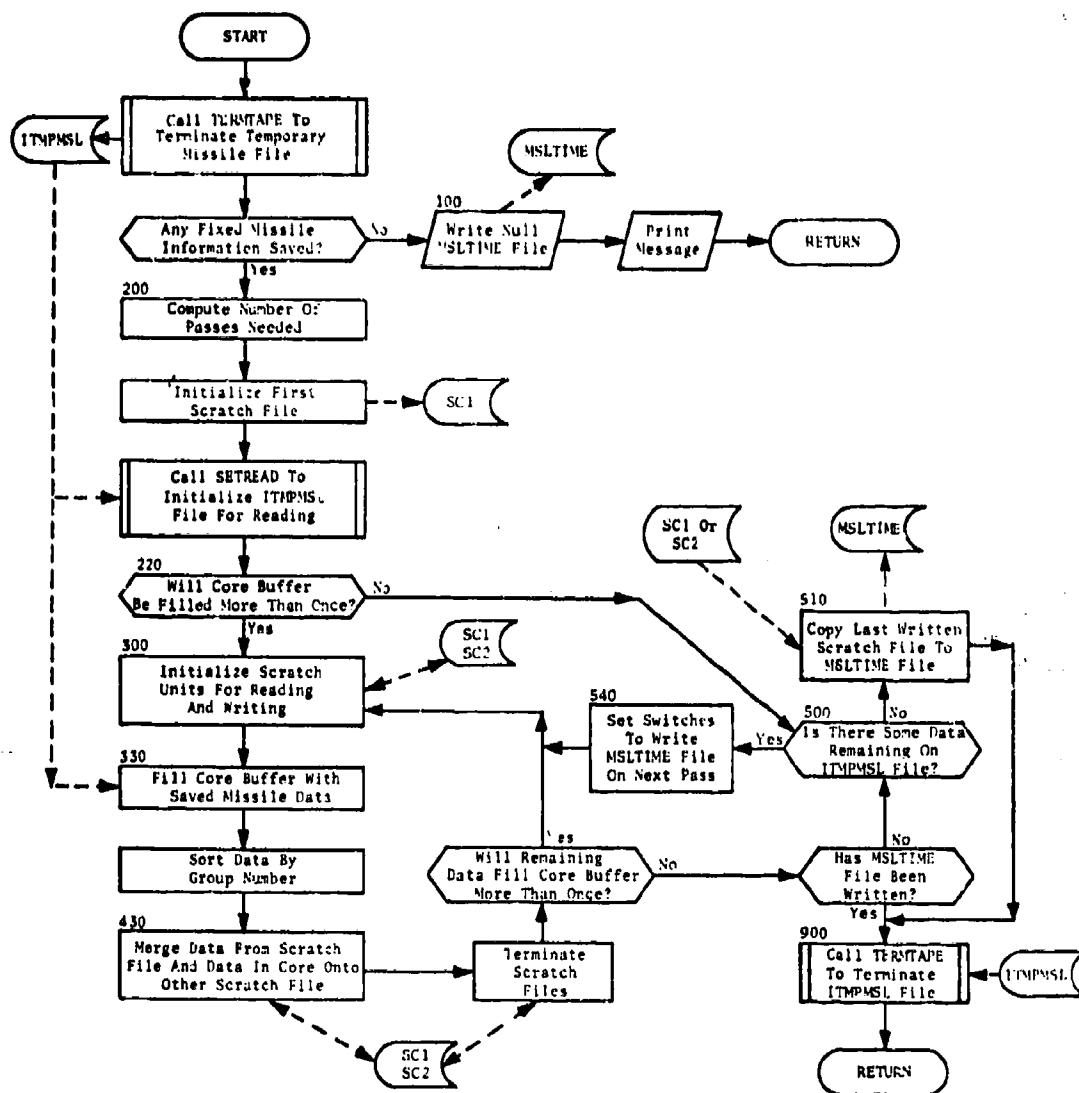 START
Call TERMTAPE To
Terminate Temporary
Missile File
ITMPMSL
MSLTIME
Any Fixed Missile
Information Saved?
No
Yes
100
Write Null
MSLTIME File
Print
Message
RETURN
200
Compute Number Of
Passes Needed
Initialize First
Scratch File
SC1
Call SETREAD To
Initialize ITMPMSL
File For Reading
220
Will Core Buffer
Be Filled More Than Once?
No
Yes
SC1 Or
SC2
MSLTIME
510
Copy Last Written
Scratch File To
MSLTIME File
300
Initialize Scratch
Units For Reading
And Writing
SC1
SC2
540
Set Switches
To Write
MSLTIME File
On Next Pass
Yes
500
No
Is There Some Data
Remaining On
ITMPMSL File?
330
Fill Core Buffer With
Saved Missile Data
Sort Data By
Group Number
Yes
Will Remaining
Data Fill Core Buffer
More Than Once?
No
No
Has MSLTIME
File Been
Written?
Yes
430
Merge Data From Scratch
File And Data In Core Onto
Other Scratch File
Terminate
Scratch
Files
900
Call TERMTAPE
To Terminate
ITMPMSL File
ITMPMSL
SC1
SC2
RETURN